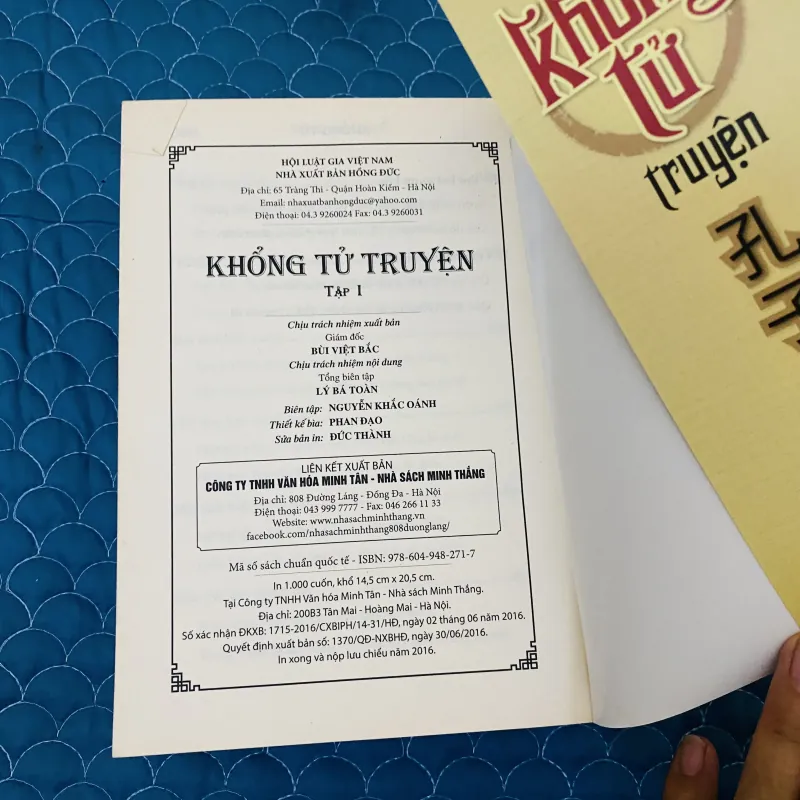 Khổng
tử
truyện
孔
子
HỘI LUẬT GIA VIỆT NAM
NHÀ XUẤT BẢN HỒNG ĐỨC
Địa chỉ: 65 Tràng Thi - Quận Hoàn Kiếm - Hà Nội
Email: nhaxuatbanhongduc@yahoo.com
Điện thoại: 04.3 9260024 Fax: 04.3 9260031
KHỔNG TỬ TRUYỆN
TẬP 1
Chịu trách nhiệm xuất bản
Giám đốc
BÙI VIỆT BẮC
Chịu trách nhiệm nội dung
Tổng biên tập
LÝ BÁ TOÀN
Biên tập: NGUYỄN KHẮC OÁNH
Thiết kế bìa: PHAN ĐẠO
Sửa bản in: ĐỨC THÀNH
LIÊN KẾT XUẤT BẢN
CÔNG TY TNHH VĂN HÓA MINH TÂN - NHÀ SÁCH MINH THẮNG
Địa chỉ: 808 Đường Láng - Đống Đa - Hà Nội
Điện thoại: 043 999 7777 - Fax: 046 266 11 33
Website: www.nhasachminhthang.vn
facebook.com/nhasachminhthang808duonglang/
Mã số sách chuẩn quốc tế - ISBN: 978-604-948-271-7
In 1.000 cuốn, khổ 14,5 cm x 20,5 cm.
Tại Công ty TNHH Văn hóa Minh Tân - Nhà sách Minh Thắng.
Địa chỉ: 200B3 Tân Mai - Hoàng Mai - Hà Nội.
Số xác nhận ĐKXB: 1715-2016/CXBIPH/14-31/HĐ, ngày 02 tháng 06 năm 2016.
Quyết định xuất bản số: 1370/QĐ-NXBHĐ, ngày 30/06/2016.
In xong và nộp lưu chiểu năm 2016.